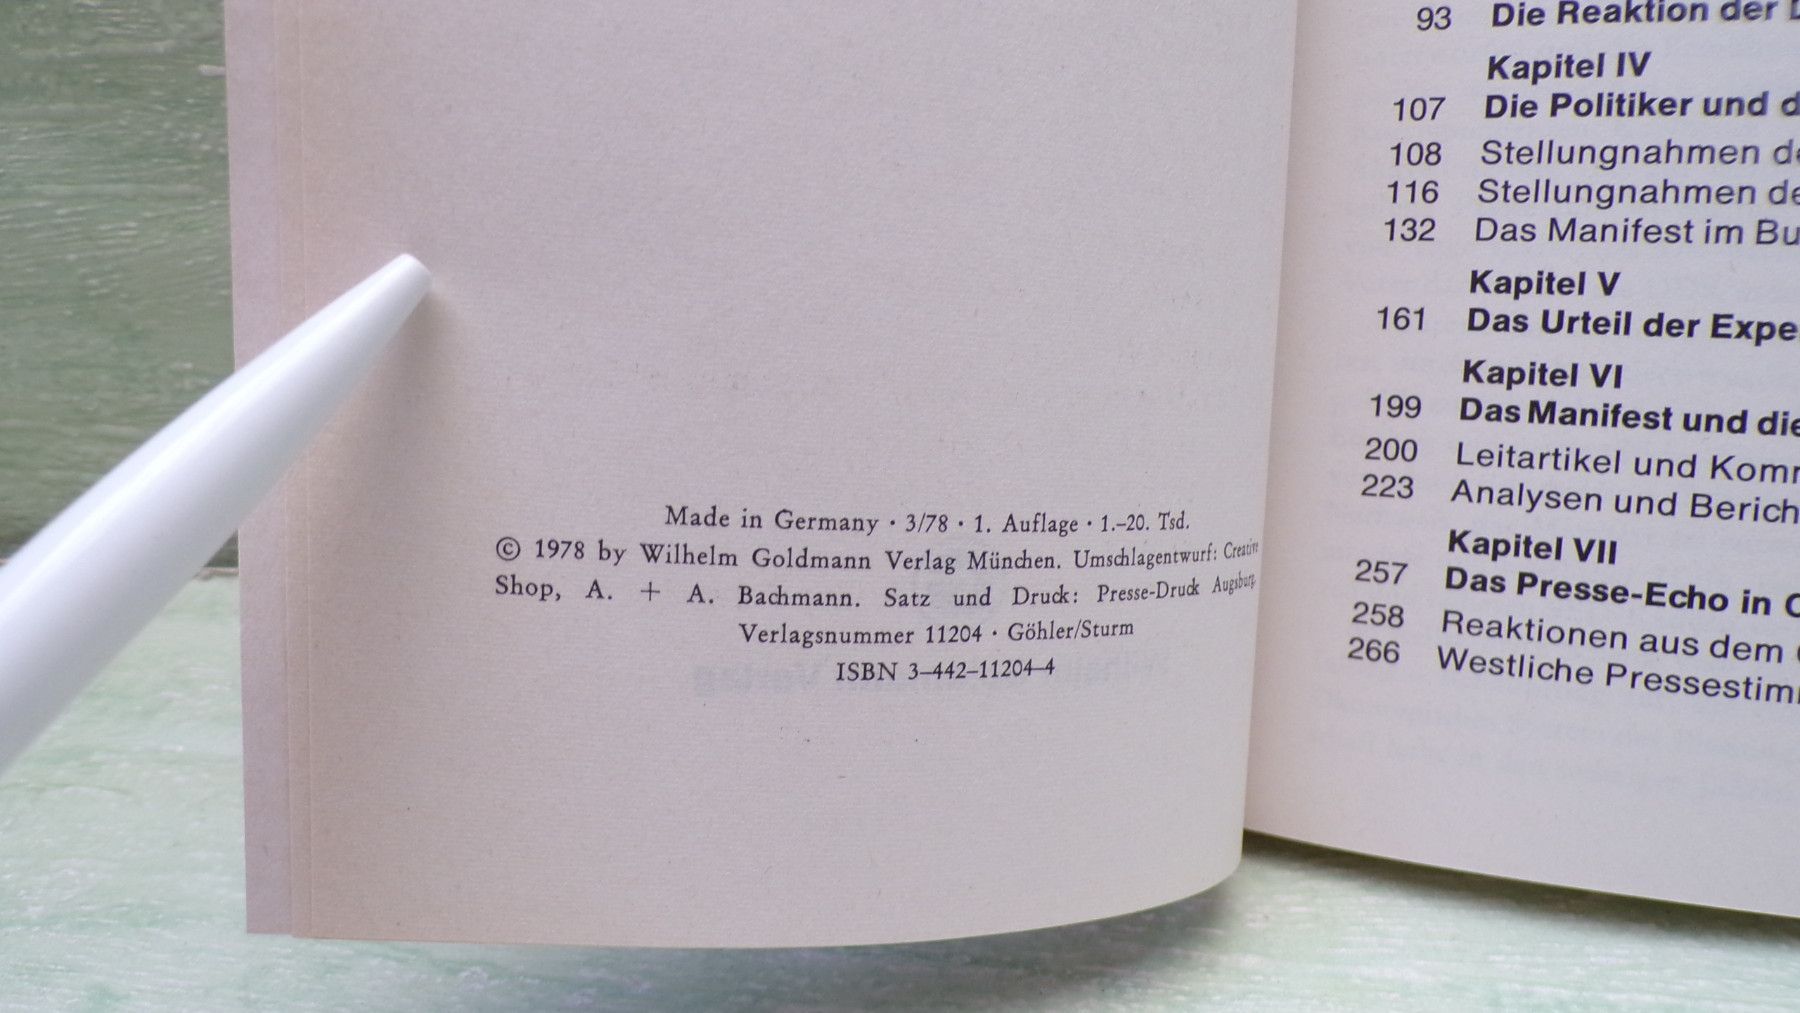 Made in Germany · 3/78 · 1. Auflage · 1.–20. Tsd.
© 1978 by Wilhelm Goldmann Verlag München. Umschlagentwurf: Creative
Shop, A. + A. Bachmann. Satz und Druck: Presse-Druck Augsburg.
Verlagsnummer 11204 · Göhler/Sturm
ISBN 3–442–11204–4
93 Die Reaktion der
Kapitel IV
107 Die Politiker und
108 Stellungnahmen
116 Stellungnahmen
132 Das Manifest im
Kapitel V
161 Das Urteil der
Kapitel VI
199 Das Manifest und
200 Leitartikel und
223 Analysen und
Kapitel VII
257 Das Presse-Echo in
258 Reaktionen aus dem
266 Westliche